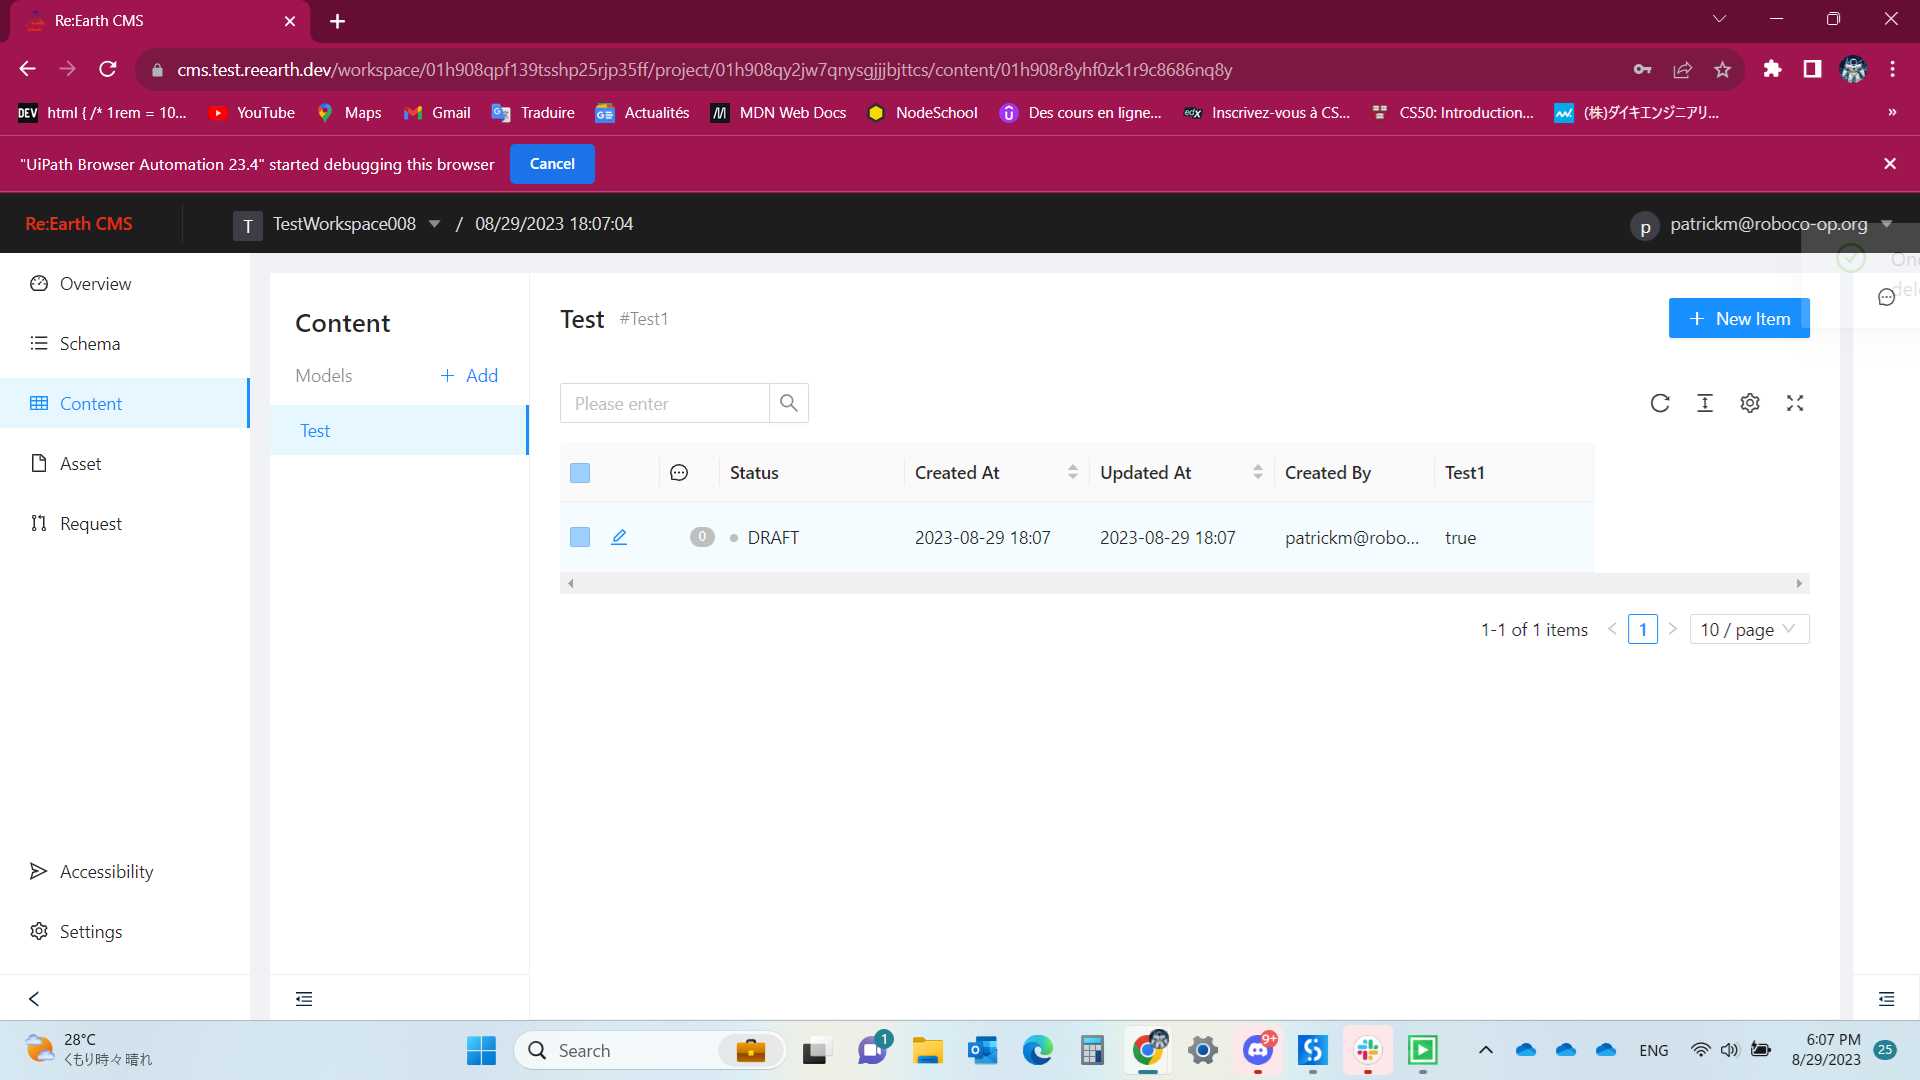 Re:Earth CMS
cms.test.reearth.dev/workspace/01h908qpf139tsshp25rjp35ff/project/01h908qy2jw7qnysgjjjbjttcs/content/01h908r8yhf0zk1r9c8686nq8y
DEV html { /* 1rem = 10... YouTube Maps Gmail Traduire Actualités MDN Web Docs NodeSchool Des cours en ligne... edX Inscrivez-vous à CS... CS50: Introduction... (株)ダイキエンジニアリ... »
"UiPath Browser Automation 23.4" started debugging this browser Cancel
Re:Earth CMS T TestWorkspace008 / 08/29/2023 18:07:04 p patrickm@roboco-op.org
Overview
Schema
Content
Asset
Request
Accessibility
Settings
Content
Models + Add
Test
Test #Test1
+ New Item
Please enter
Status Created At Updated At Created By Test1
0 DRAFT 2023-08-29 18:07 2023-08-29 18:07 patrickm@robo... true
1-1 of 1 items < 1 > 10 / page
28°C
くもり時々晴れ
Search
1
9+
ENG
6:07 PM
8/29/2023
25